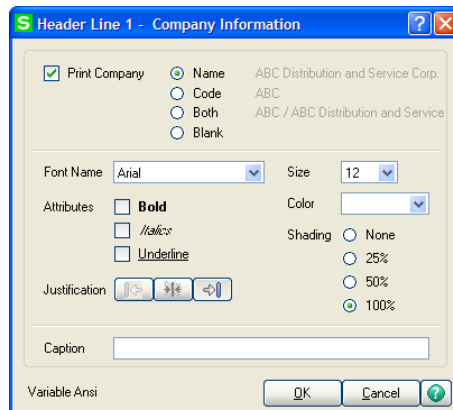 S Header Line 1 - Company Information
Print Company
Name ABC Distribution and Service Corp.
Code ABC
Both ABC / ABC Distribution and Service
Blank
Font Name Arial Size 12
Attributes Bold Color
Italics Shading None
Underline 25%
50%
Justification 100%
Caption
Variable Ansi OK Cancel ?